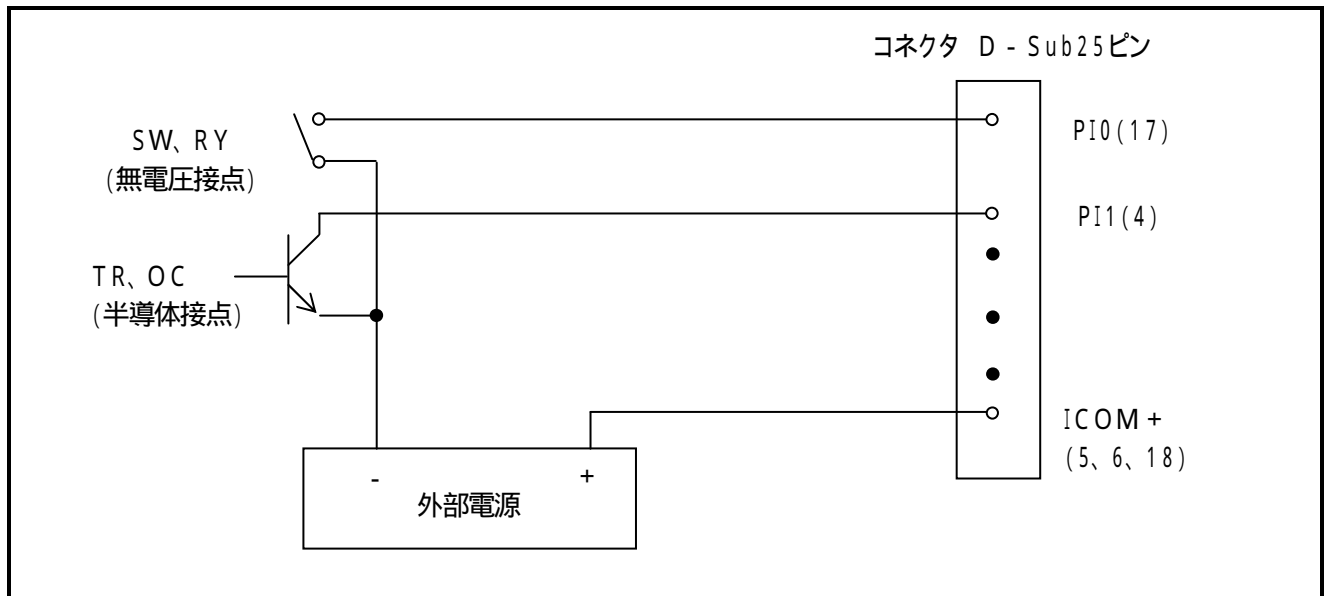 コネクタ D-Sub25ピン
SW、RY
(無電圧接点)
PI0(17)
PI1(4)
TR、OC
(半導体接点)
ICOM+
(5、6、18)
- +
外部電源